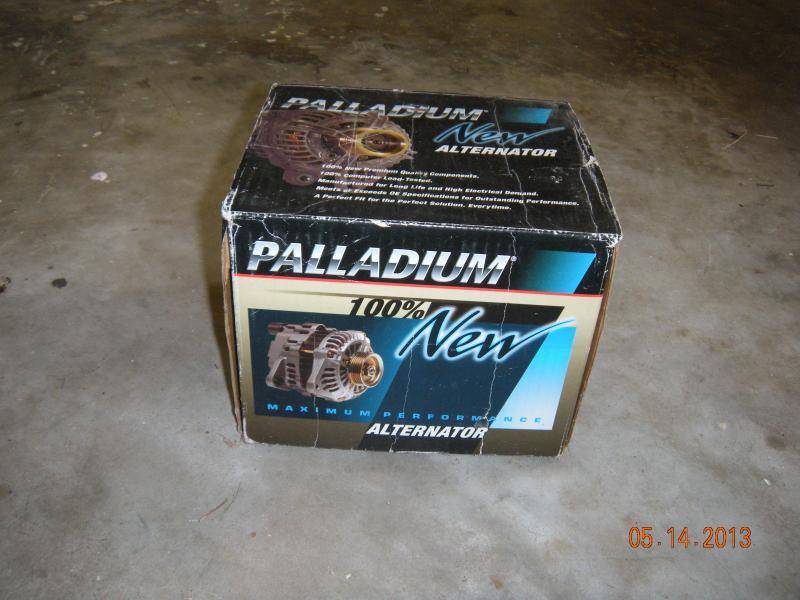 PALLADIUM
New
ALTERNATOR
100% New Premium Quality Components.
100% Computer Load-Tested.
Manufactured for Long Life and High Electrical Demand.
Meets or Exceeds OE Specifications for Outstanding Performance.
A Perfect Fit for the Perfect Solution. Everytime.
PALLADIUM®
100%
New
MAXIMUM PERFORMANCE
ALTERNATOR
05.14.2013